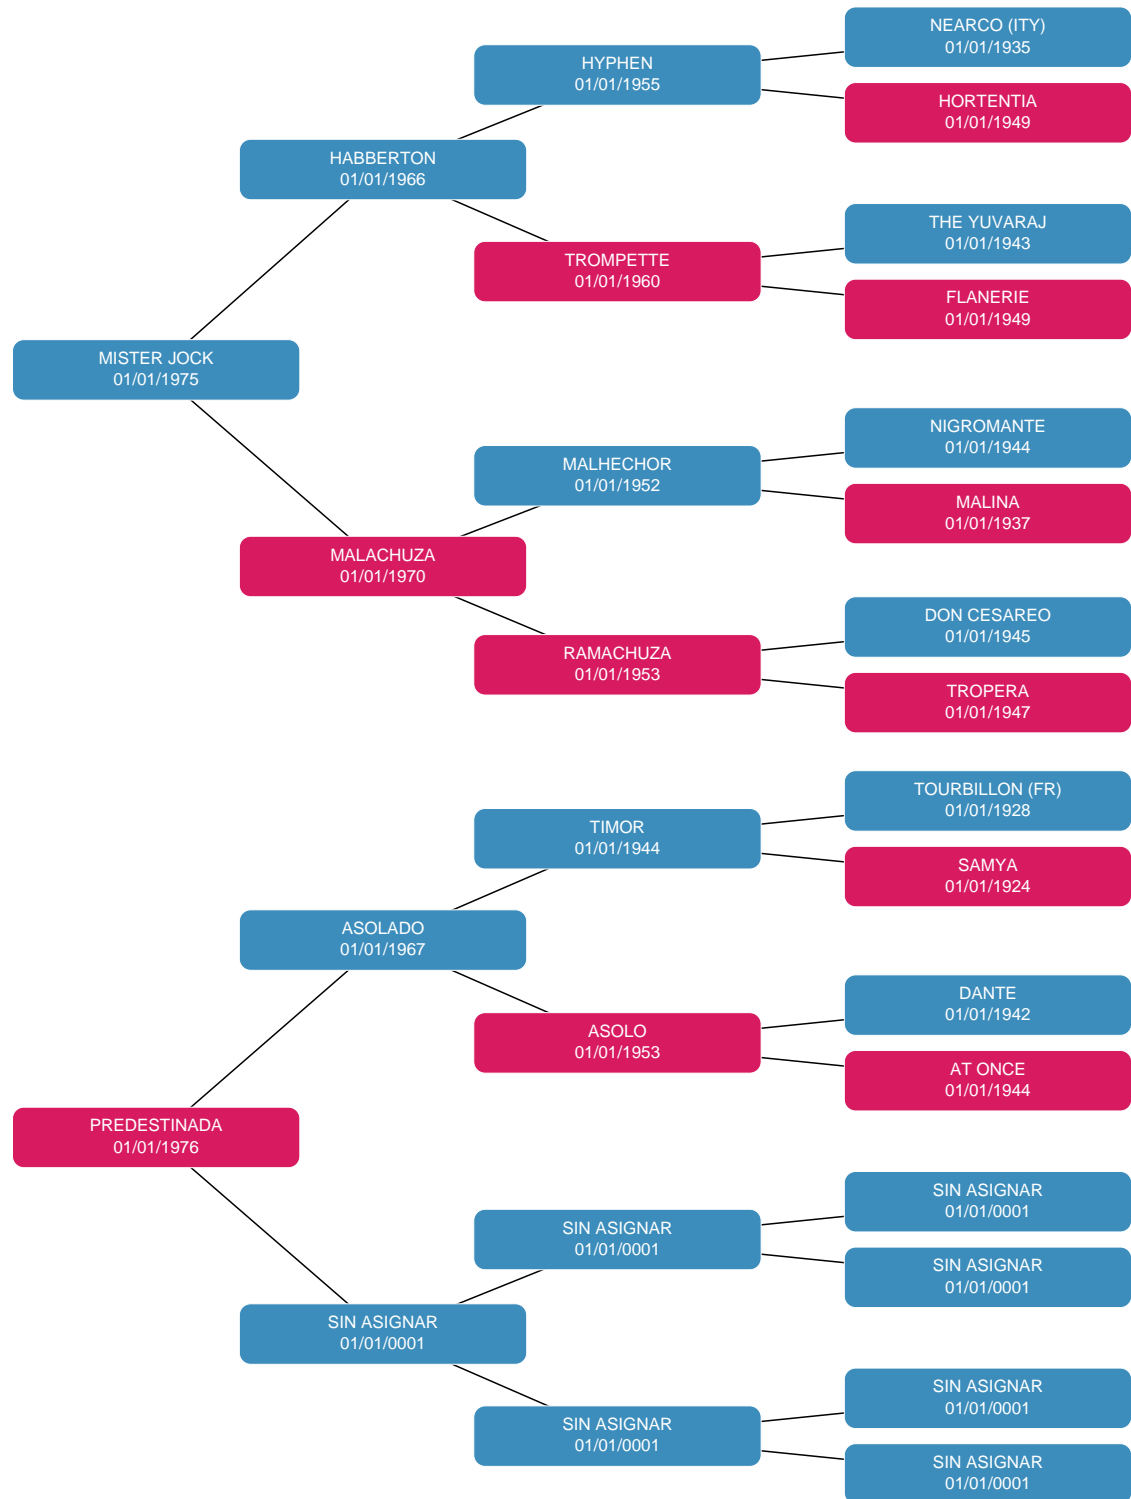 NEARCO (ITY)
01/01/1935
HYPHEN
01/01/1955
HORTENTIA
01/01/1949
HABBERTON
01/01/1966
THE YUVARAJ
01/01/1943
TROMPETTE
01/01/1960
FLANERIE
01/01/1949
MISTER JOCK
01/01/1975
NIGROMANTE
01/01/1944
MALHECHOR
01/01/1952
MALINA
01/01/1937
MALACHUZA
01/01/1970
DON CESAREO
01/01/1945
RAMACHUZA
01/01/1953
TROPERA
01/01/1947
TOURBILLON (FR)
01/01/1928
TIMOR
01/01/1944
SAMYA
01/01/1924
ASOLADO
01/01/1967
DANTE
01/01/1942
ASOLO
01/01/1953
AT ONCE
01/01/1944
PREDESTINADA
01/01/1976
SIN ASIGNAR
01/01/0001
SIN ASIGNAR
01/01/0001
SIN ASIGNAR
01/01/0001
SIN ASIGNAR
01/01/0001
SIN ASIGNAR
01/01/0001
SIN ASIGNAR
01/01/0001
SIN ASIGNAR
01/01/0001